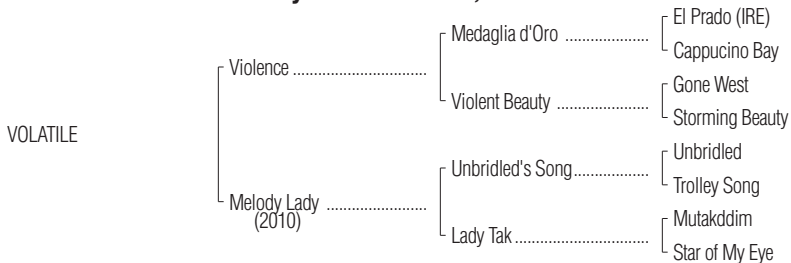 El Prado (IRE)
Medaglia d'Oro ..................
Cappucino Bay
Violence ..............................
Gone West
Violent Beauty ....................
Storming Beauty
VOLATILE
Unbridled
Unbridled's Song.................
Trolley Song
Melody Lady ......................
(2010)
Mutakddim
Lady Tak ..............................
Star of My Eye